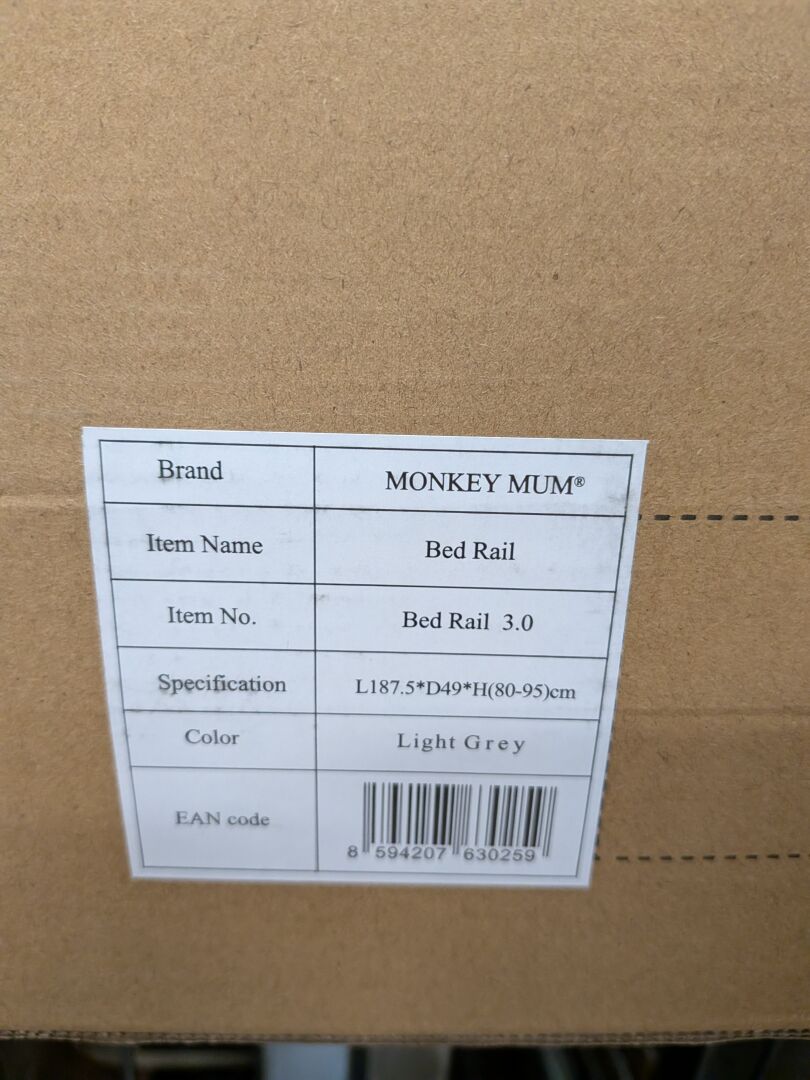 Brand MONKEY MUM®
Item Name Bed Rail
Item No. Bed Rail 3.0
Specification L187.5*D49*H(80-95)cm
Color Light Grey
EAN code
8 594207 630259